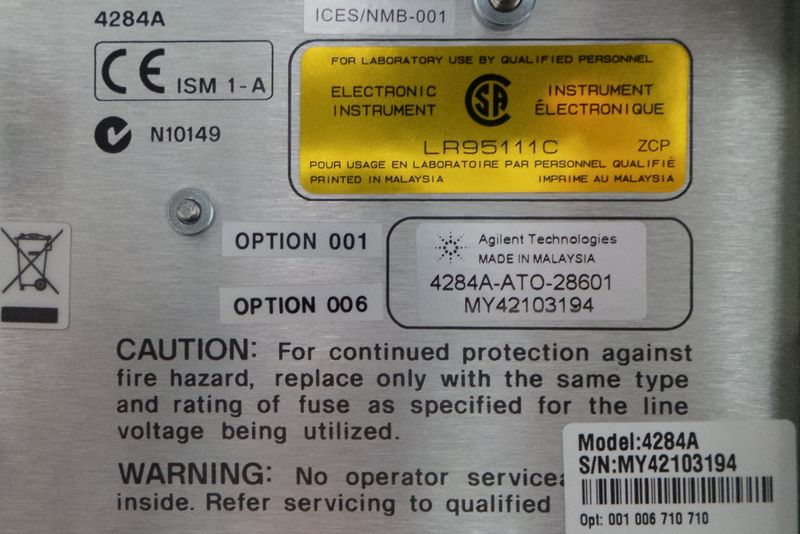 4284A
ICES/NMB-001
CE ISM 1-A
N10149
FOR LABORATORY USE BY QUALIFIED PERSONNEL
ELECTRONIC INSTRUMENT
SA
INSTRUMENT ÉLECTRONIQUE
LR95111C ZCP
POUR USAGE EN LABORATOIRE PAR PERSONNEL QUALIFIÉ
PRINTED IN MALAYSIA IMPRIME AU MALAYSIA
OPTION 001
OPTION 006
Agilent Technologies
MADE IN MALAYSIA
4284A-ATO-28601
MY42103194
CAUTION: For continued protection against
fire hazard, replace only with the same type
and rating of fuse as specified for the line
voltage being utilized.
WARNING: No operator servicea
inside. Refer servicing to qualified
Model:4284A
S/N:MY42103194
Opt: 001 006 710 710